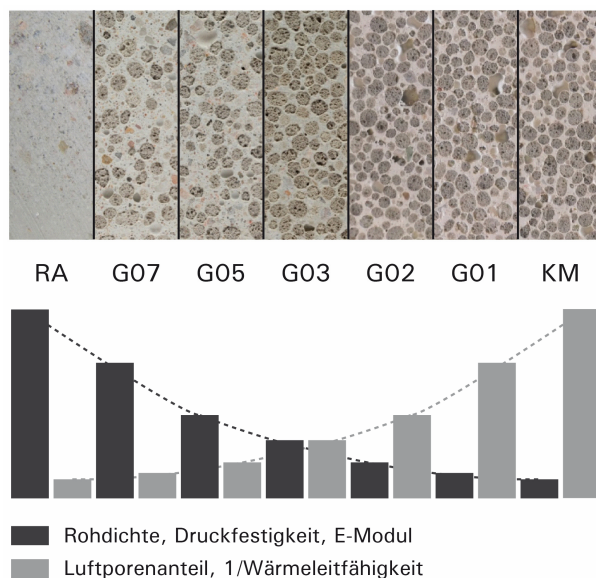 RA G07 G05 G03 G02 G01 KM
Rohdichte, Druckfestigkeit, E-Modul
Luftporenanteil, 1/Wärmeleitfähigkeit